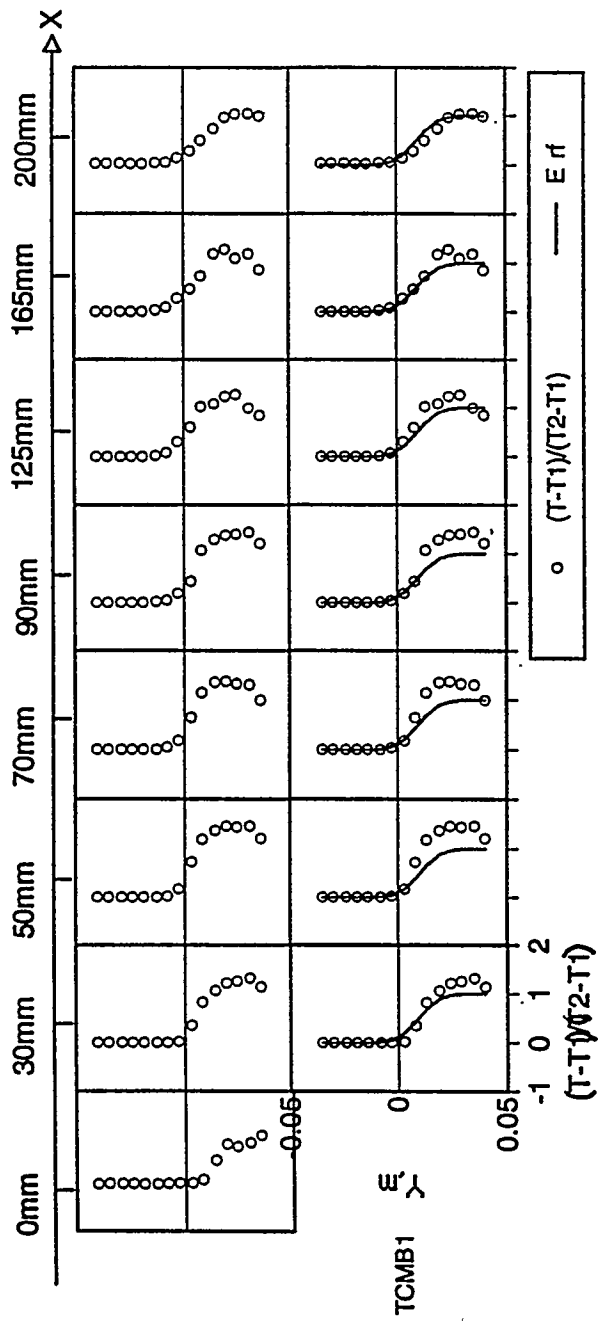 0mm 30mm 50mm 70mm 90mm 125mm 165mm 200mm X
-0.05
0
0.05
Y,m
TCMB1
-1 0 1 2
(T-T1)/(T2-T1)
o (T-T1)/(T2-T1) — Erf